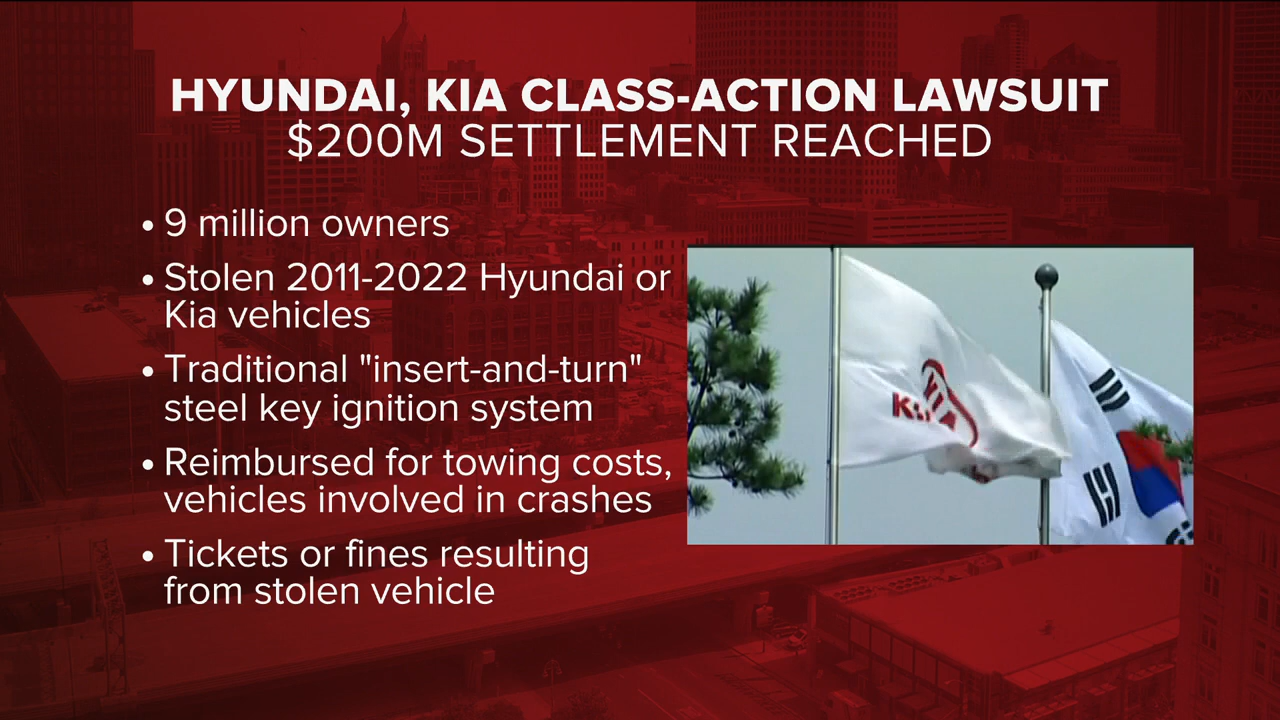 HYUNDAI, KIA CLASS-ACTION LAWSUIT
$200M SETTLEMENT REACHED
• 9 million owners
• Stolen 2011-2022 Hyundai or
Kia vehicles
• Traditional "insert-and-turn"
steel key ignition system
• Reimbursed for towing costs,
vehicles involved in crashes
• Tickets or fines resulting
from stolen vehicle
KIA